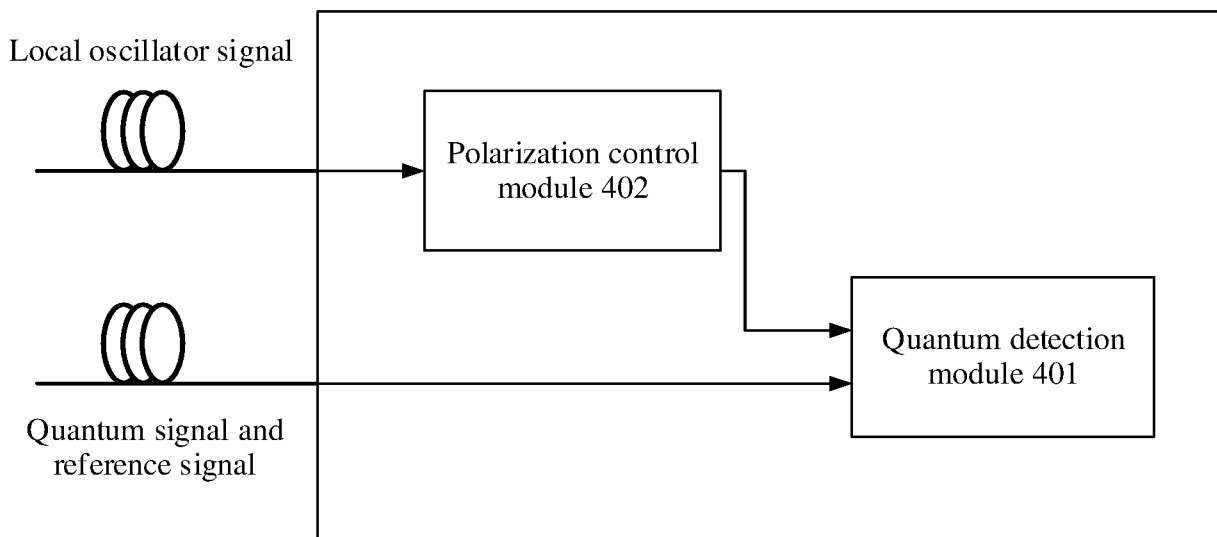 Local oscillator signal
Polarization control
module 402
Quantum detection
module 401
Quantum signal and
reference signal